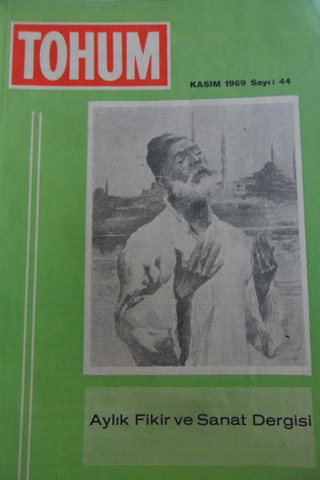 TOHUM
KASIM 1969 Sayı: 44
Aylık Fikir ve Sanat Dergisi